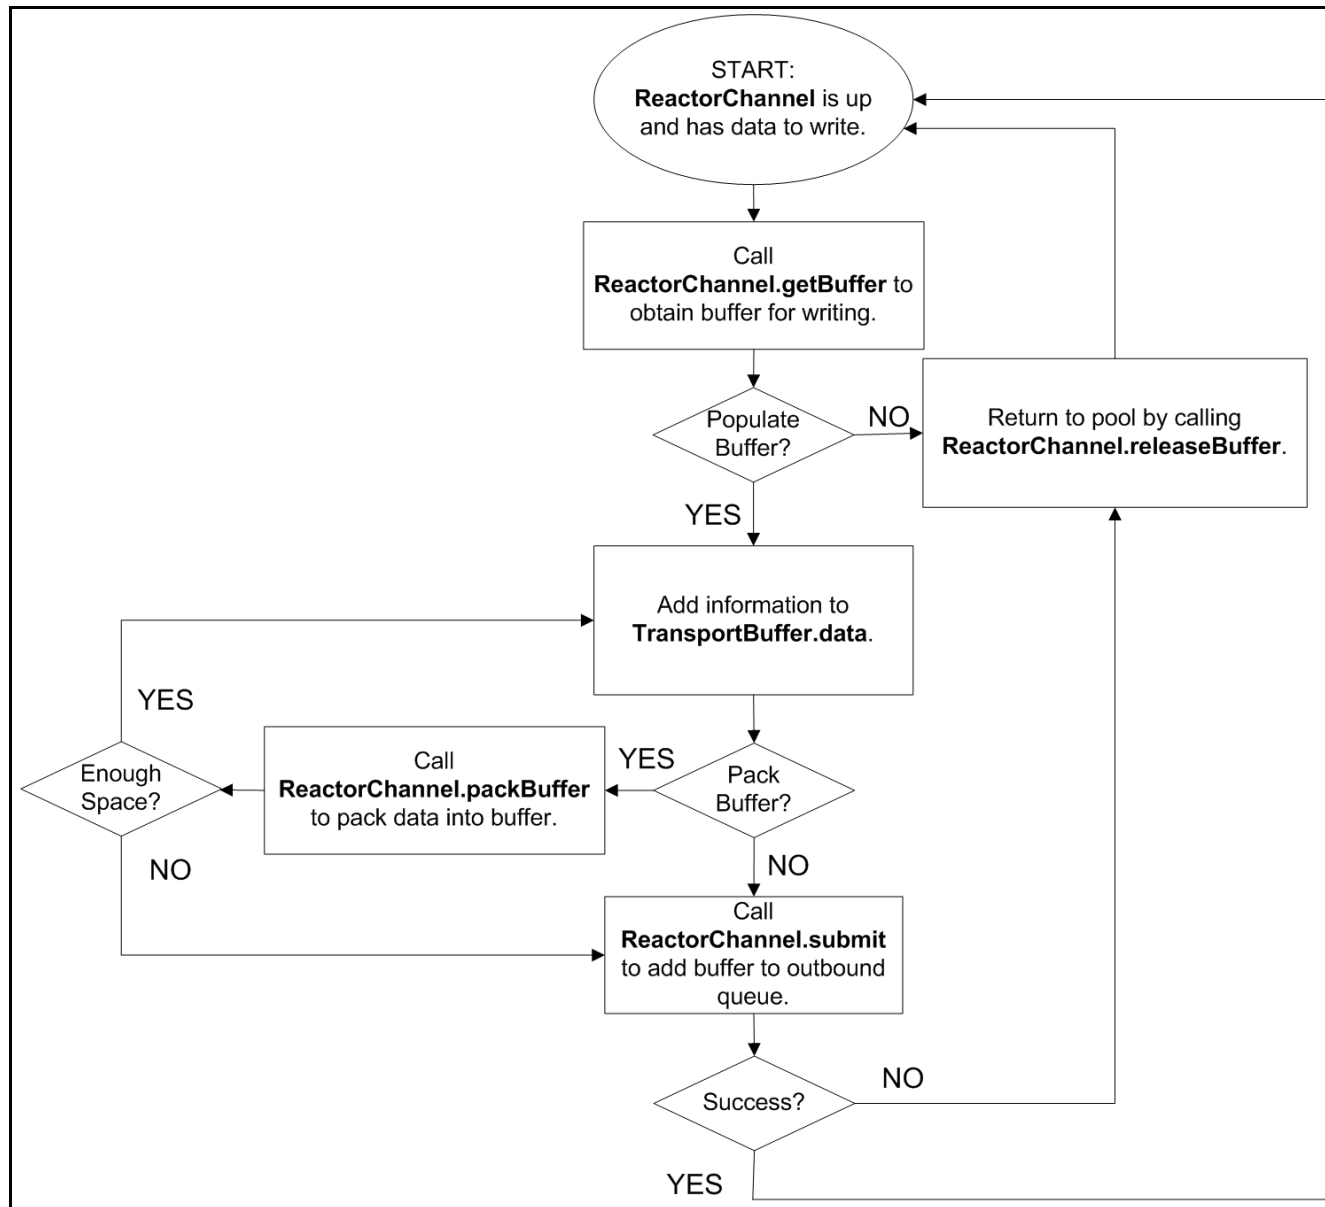 START:
ReactorChannel is up
and has data to write.
Call
ReactorChannel.getBuffer to
obtain buffer for writing.
Populate
Buffer?
NO
Return to pool by calling
ReactorChannel.releaseBuffer.
YES
Add information to
TransportBuffer.data.
YES
Enough
Space?
Call
ReactorChannel.packBuffer
to pack data into buffer.
YES
Pack
Buffer?
NO
NO
Call
ReactorChannel.submit
to add buffer to outbound
queue.
Success?
NO
YES